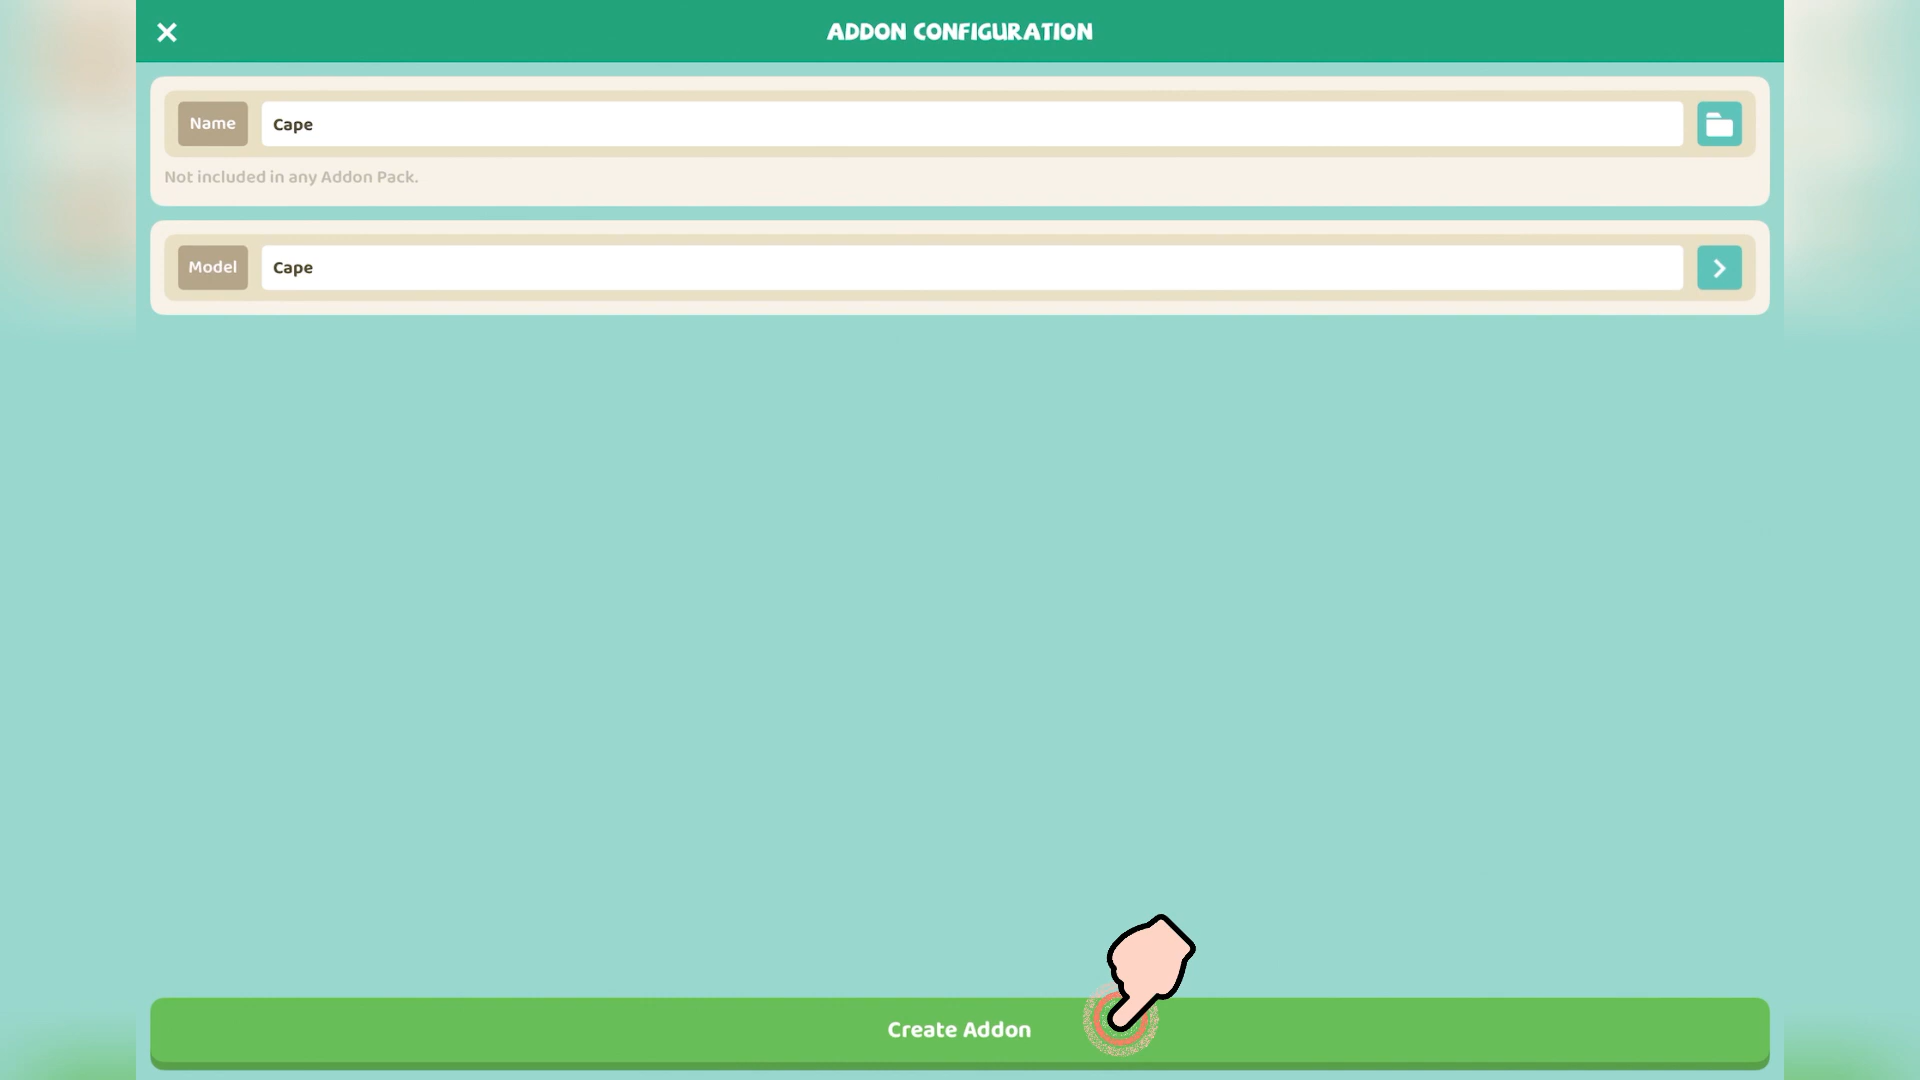 ADDON CONFIGURATION
Name
Cape
Not included in any Addon Pack.
Model
Cape
Create Addon